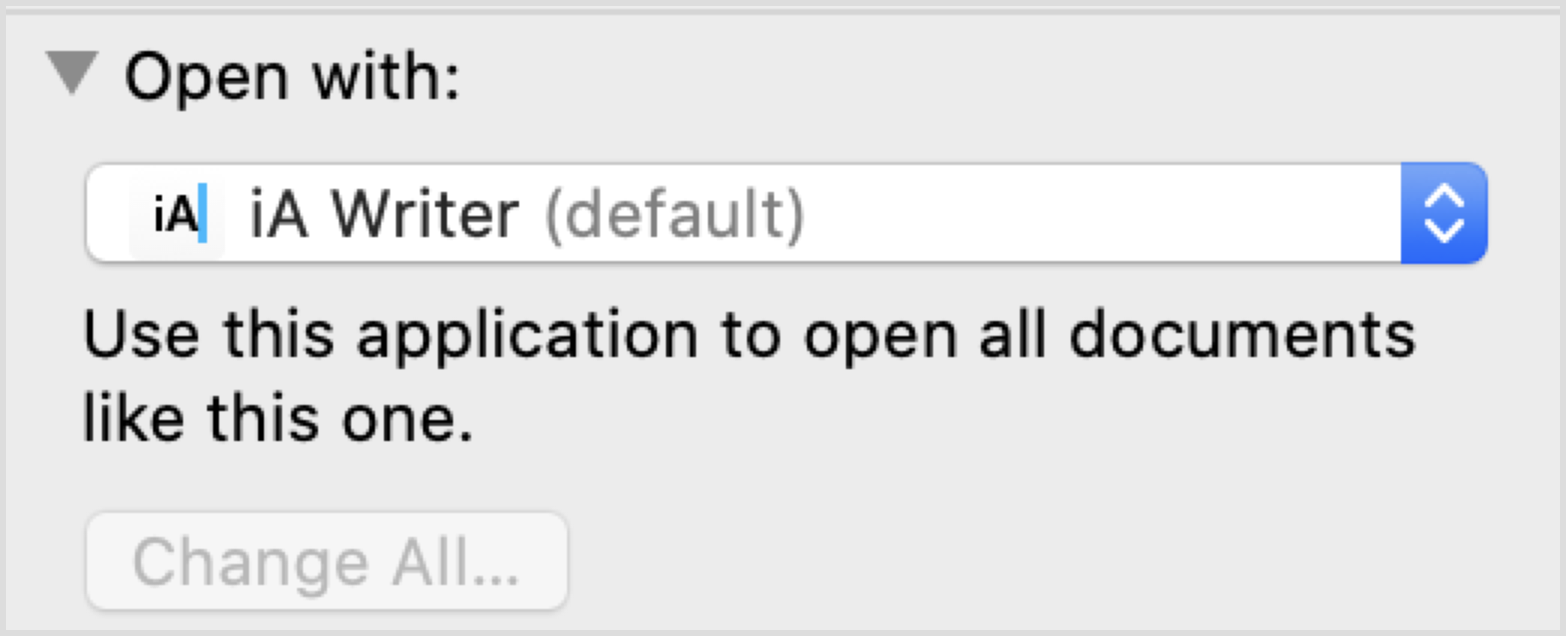 Open with:
iA iA Writer (default)
Use this application to open all documents
like this one.
Change All...